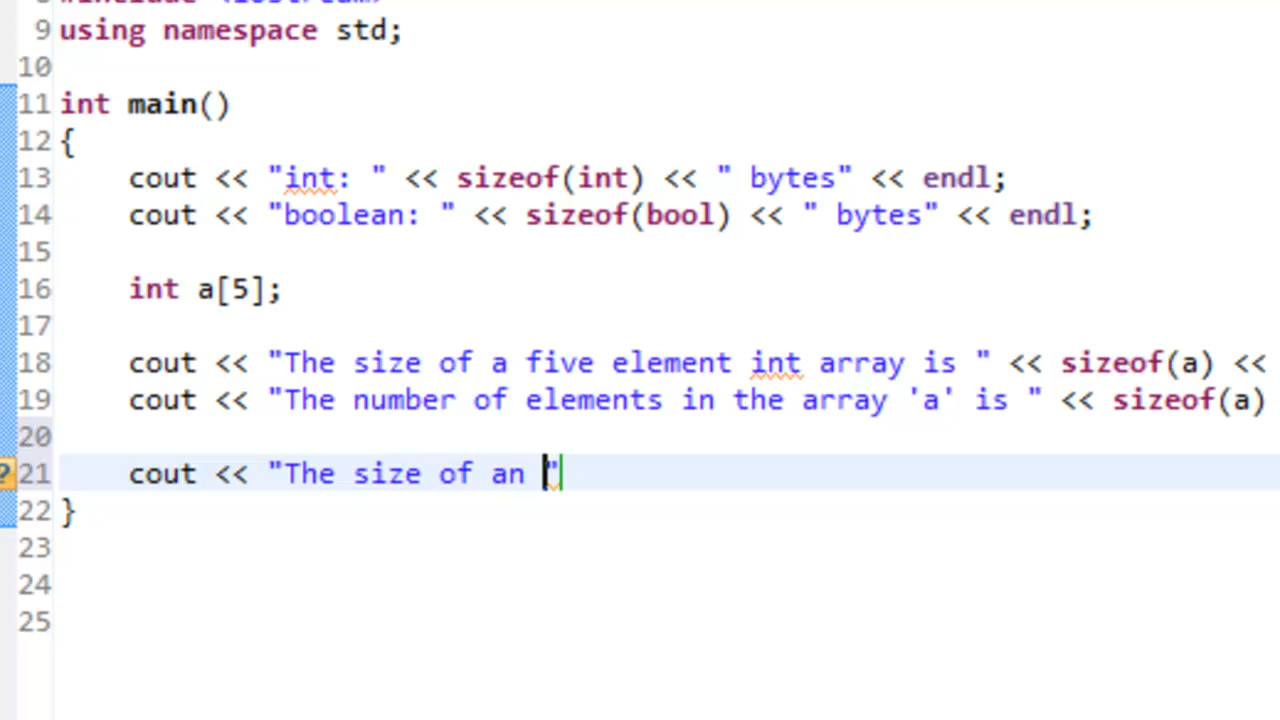 8 #include <iostream>
9 using namespace std;
10
11 int main()
12 {
13 cout << "int: " << sizeof(int) << " bytes" << endl;
14 cout << "boolean: " << sizeof(bool) << " bytes" << endl;
15
16 int a[5];
17
18 cout << "The size of a five element int array is " << sizeof(a) <<
19 cout << "The number of elements in the array 'a' is " << sizeof(a)
20
? 21 cout << "The size of an "
22 }
23
24
25